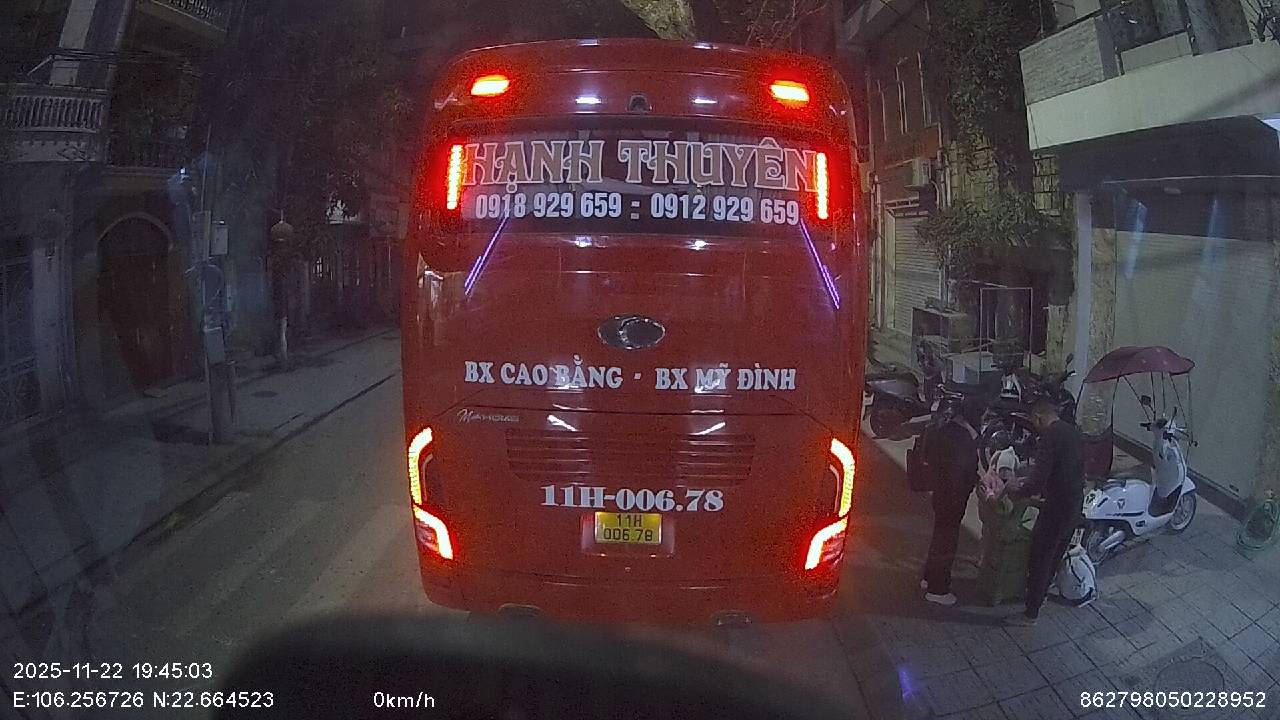 HẠNH THUYÊN
0918 929 659 : 0912 929 659
BX CAO BẰNG - BX MỸ ĐÌNH
11H-006.78
11H
006.78
2025-11-22 19:45:03
E:106.256726 N:22.664523 0km/h 862798050228952